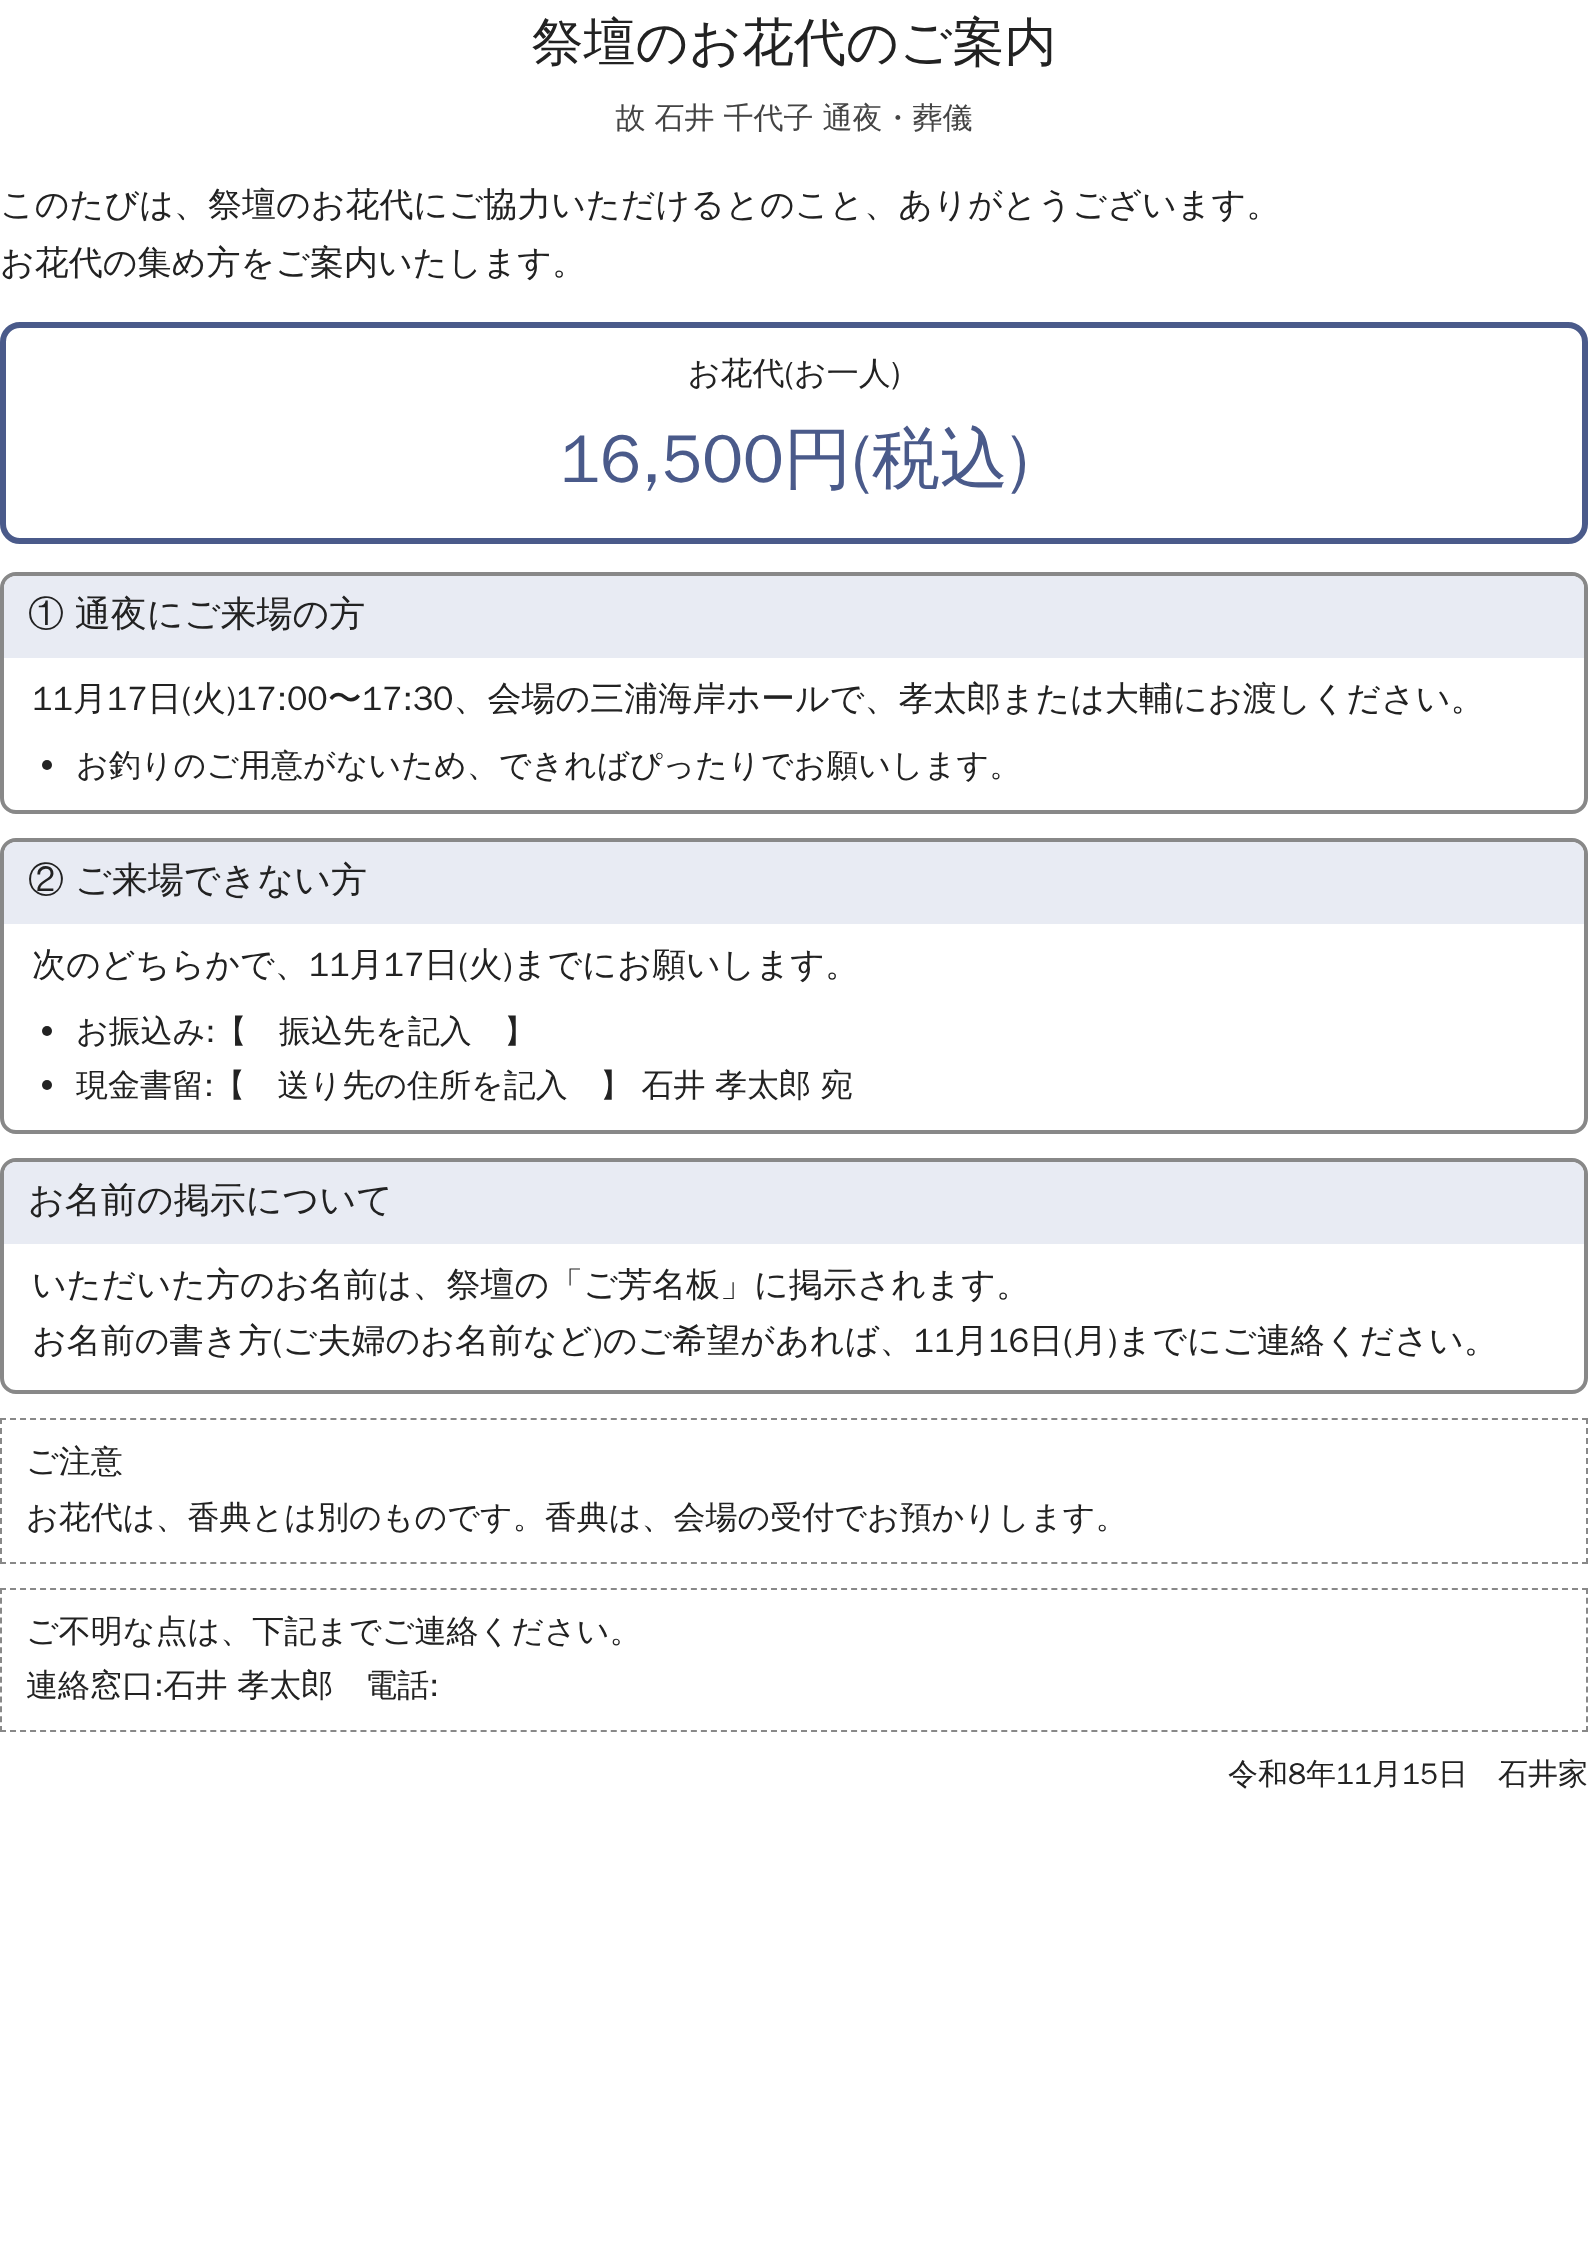 祭壇のお花代のご案内
故 石井 千代子 通夜・葬儀
このたびは、祭壇のお花代にご協力いただけるとのこと、ありがとうございます。
お花代の集め方をご案内いたします。
お花代(お一人)
16,500円(税込)
① 通夜にご来場の方
11月17日(火)17:00〜17:30、会場の三浦海岸ホールで、孝太郎または大輔にお渡しください。
• お釣りのご用意がないため、できればぴったりでお願いします。
② ご来場できない方
次のどちらかで、11月17日(火)までにお願いします。
• お振込み:【　振込先を記入　】
• 現金書留:【　送り先の住所を記入　】 石井 孝太郎 宛
お名前の掲示について
いただいた方のお名前は、祭壇の「ご芳名板」に掲示されます。
お名前の書き方(ご夫婦のお名前など)のご希望があれば、11月16日(月)までにご連絡ください。
ご注意
お花代は、香典とは別のものです。香典は、会場の受付でお預かりします。
ご不明な点は、下記までご連絡ください。
連絡窓口:石井 孝太郎　電話:
令和8年11月15日　石井家